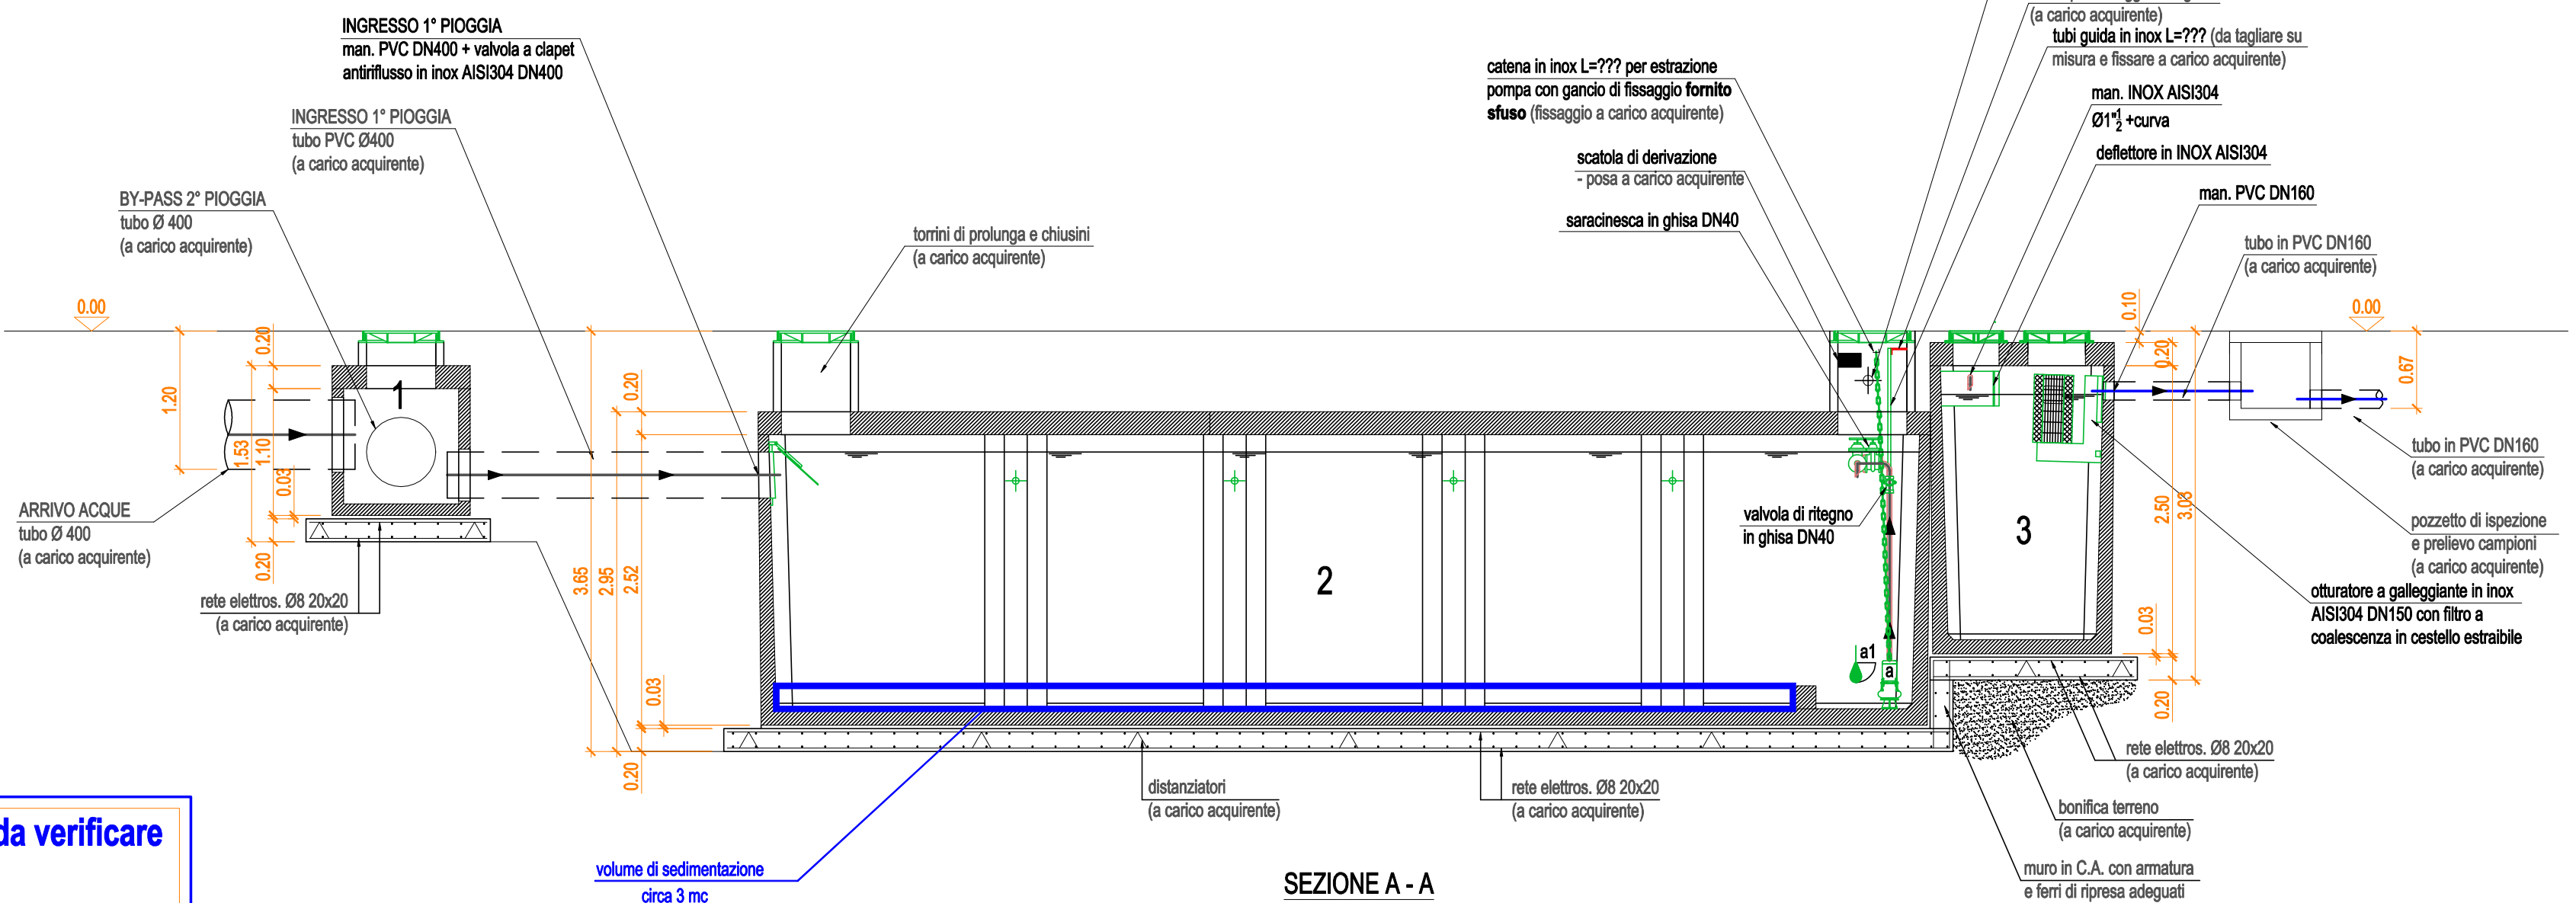 INGRESSO 1° PIOGGIA
man. PVC DN400 + valvola a clapet
antiriflusso in inox AISI304 DN400
INGRESSO 1° PIOGGIA
tubo PVC Ø400
(a carico acquirente)
BY-PASS 2° PIOGGIA
tubo Ø 400
(a carico acquirente)
ARRIVO ACQUE
tubo Ø 400
(a carico acquirente)
rete elettros. Ø8 20x20
(a carico acquirente)
torrini di prolunga e chiusini
(a carico acquirente)
catena in inox L=??? per estrazione
pompa con gancio di fissaggio fornito
sfuso (fissaggio a carico acquirente)
scatola di derivazione
- posa a carico acquirente
saracinesca in ghisa DN40
(a carico acquirente)
tubi guida in inox L=??? (da tagliare su
misura e fissare a carico acquirente)
man. INOX AISI304
Ø1"1/2 +curva
deflettore in INOX AISI304
man. PVC DN160
tubo in PVC DN160
(a carico acquirente)
tubo in PVC DN160
(a carico acquirente)
pozzetto di ispezione
e prelievo campioni
(a carico acquirente)
otturatore a galleggiante in inox
AISI304 DN150 con filtro a
coalescenza in cestello estraibile
valvola di ritegno
in ghisa DN40
a1
a
1
2
3
0.00
1.20
0.20
1.53
1.10
0.03
0.20
3.65
2.95
2.52
0.20
0.03
0.20
0.10
0.20
0.00
0.67
2.50
3.03
0.03
0.20
rete elettros. Ø8 20x20
(a carico acquirente)
bonifica terreno
(a carico acquirente)
muro in C.A. con armatura
e ferri di ripresa adeguati
distanziatori
(a carico acquirente)
rete elettros. Ø8 20x20
(a carico acquirente)
volume di sedimentazione
circa 3 mc
da verificare
SEZIONE A - A